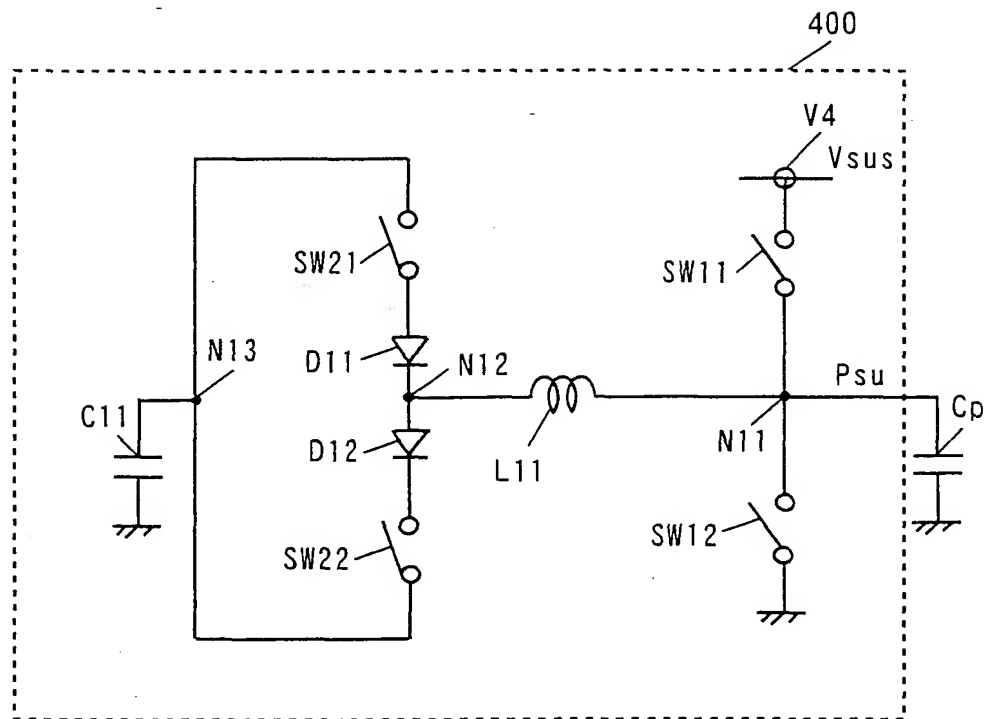 400
V4
Vsus
SW21
SW11
D11
N12
N13
Psu
C11
Cp
D12
L11
N11
SW22
SW12